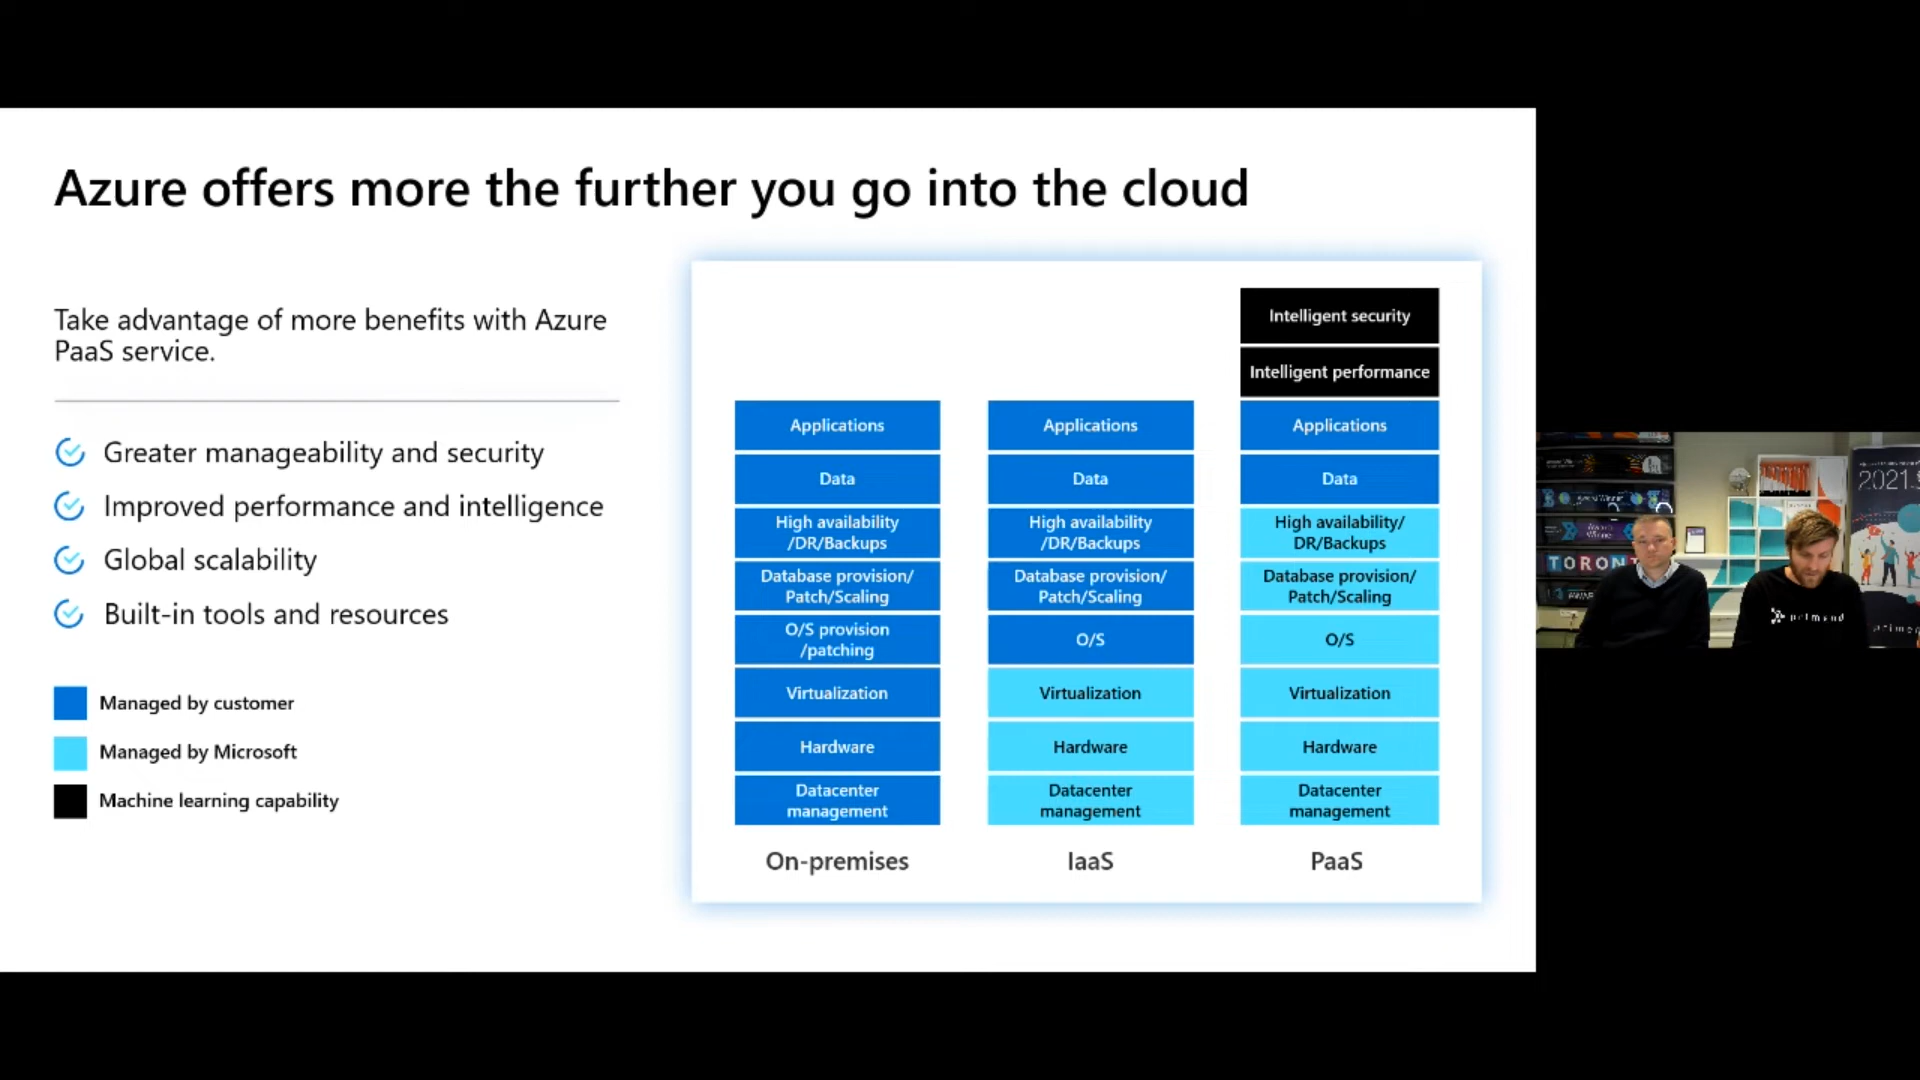 Azure offers more the further you go into the cloud
Take advantage of more benefits with Azure
PaaS service.
Greater manageability and security
Improved performance and intelligence
Global scalability
Built-in tools and resources
Managed by customer
Managed by Microsoft
Machine learning capability
Applications
Data
High availability
/DR/Backups
Database provision/
Patch/Scaling
O/S provision
/patching
Virtualization
Hardware
Datacenter
management
On-premises
Applications
Data
High availability
/DR/Backups
Database provision/
Patch/Scaling
O/S
Virtualization
Hardware
Datacenter
management
IaaS
Intelligent security
Intelligent performance
Applications
Data
High availability/
DR/Backups
Database provision/
Patch/Scaling
O/S
Virtualization
Hardware
Datacenter
management
PaaS
2021
TORONT
primend